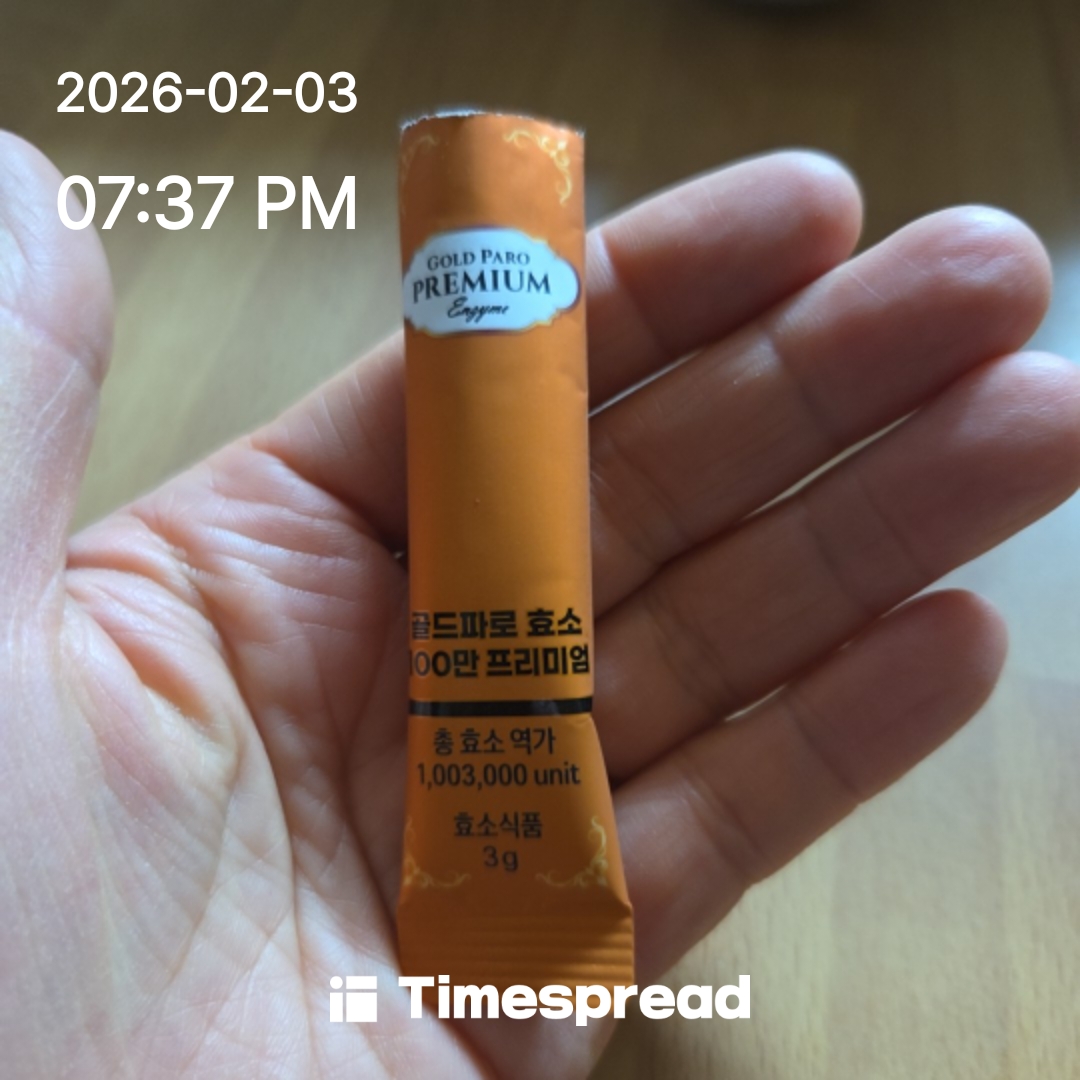 2026-02-03
07:37 PM
GOLD PARO
PREMIUM
Enzyme
골드파로 효소
100만 프리미엄
총 효소 역가
1,003,000 unit
효소식품
3g
Timespread